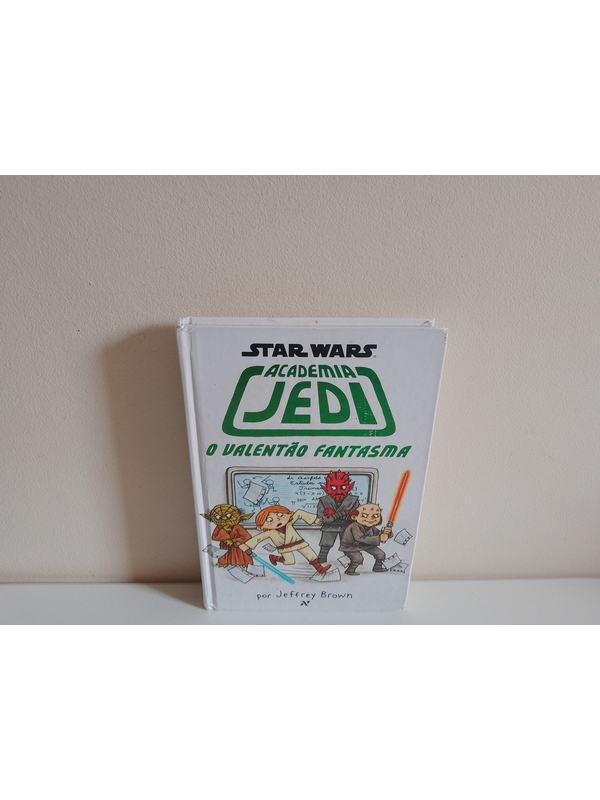 STAR WARS
ACADEMIA
JEDI
O VALENTÃO FANTASMA
por Jeffrey Brown